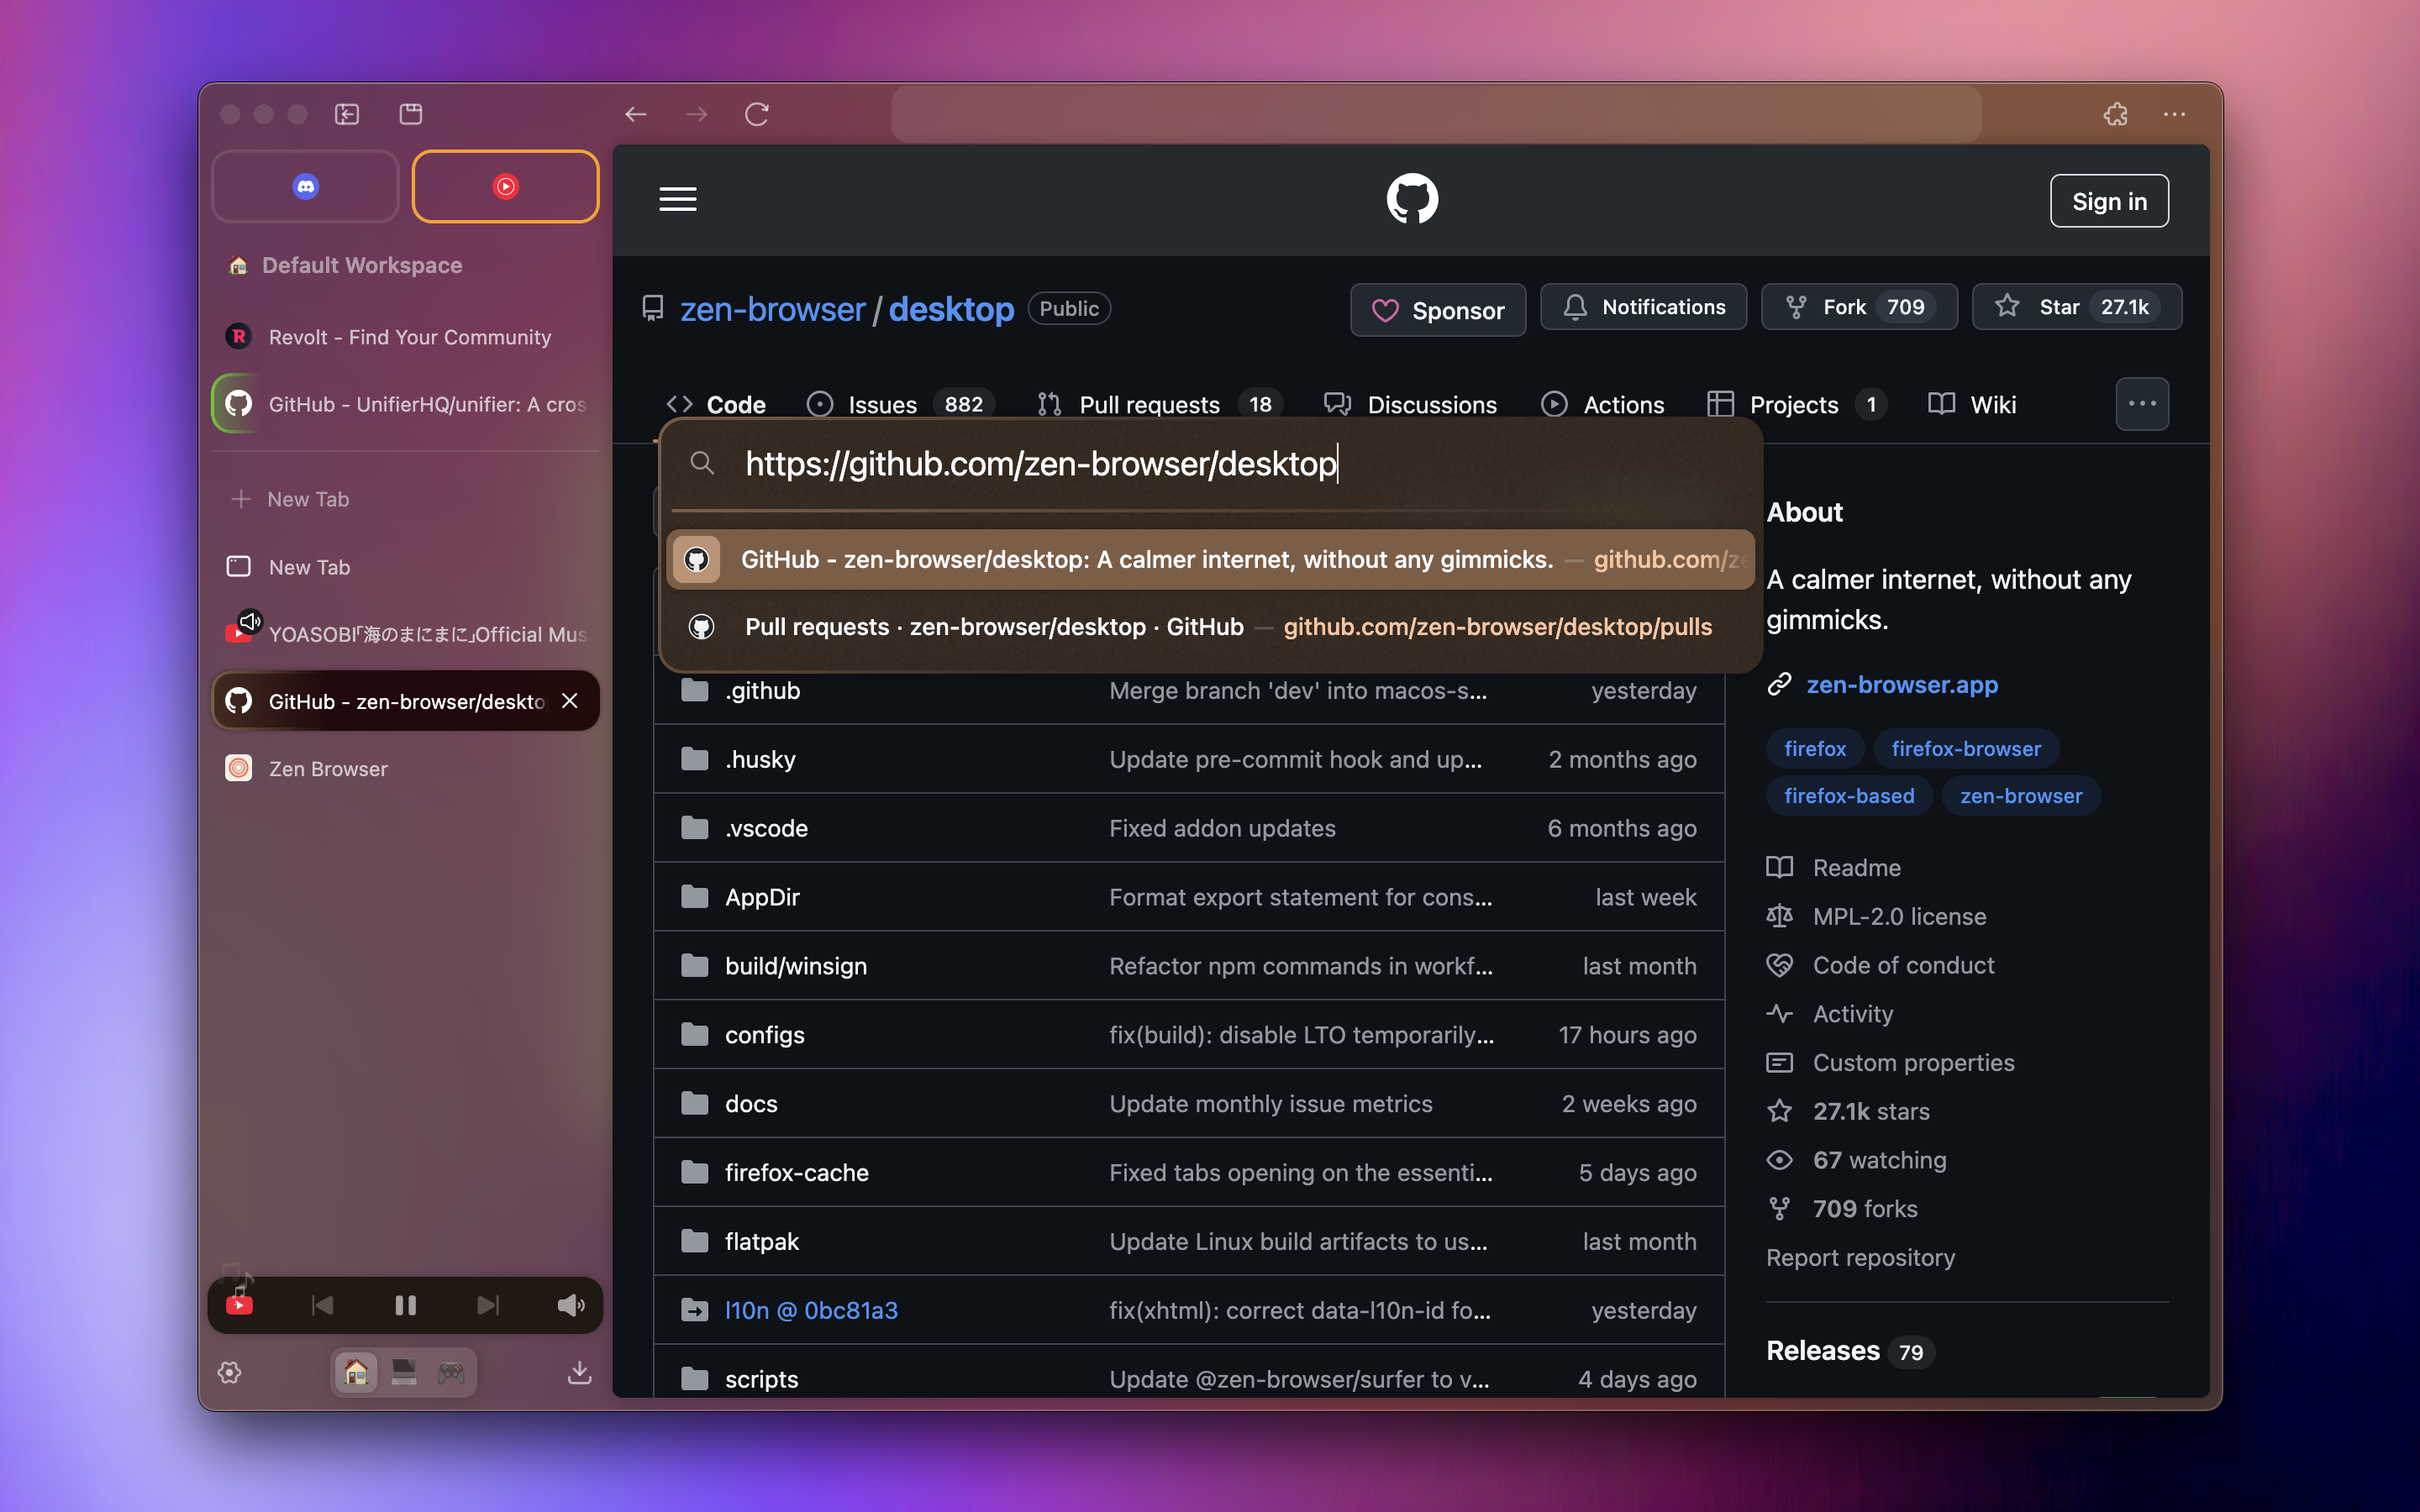 Default Workspace
Revolt - Find Your Community
GitHub - UnifierHQ/unifier: A cros
New Tab
New Tab
YOASOBI「海のまにまに」Official Mus
GitHub - zen-browser/deskto
Zen Browser
Sign in
zen-browser / desktop Public
Sponsor Notifications Fork 709 Star 27.1k
Code Issues 882 Pull requests 18 Discussions Actions Projects 1 Wiki
https://github.com/zen-browser/desktop
GitHub - zen-browser/desktop: A calmer internet, without any gimmicks. — github.com/ze
Pull requests · zen-browser/desktop · GitHub — github.com/zen-browser/desktop/pulls
.github Merge branch 'dev' into macos-s... yesterday
.husky Update pre-commit hook and up... 2 months ago
.vscode Fixed addon updates 6 months ago
AppDir Format export statement for cons... last week
build/winsign Refactor npm commands in workf... last month
configs fix(build): disable LTO temporarily... 17 hours ago
docs Update monthly issue metrics 2 weeks ago
firefox-cache Fixed tabs opening on the essenti... 5 days ago
flatpak Update Linux build artifacts to us... last month
l10n @ 0bc81a3 fix(xhtml): correct data-l10n-id fo... yesterday
scripts Update @zen-browser/surfer to v... 4 days ago
About
A calmer internet, without any
gimmicks.
zen-browser.app
firefox firefox-browser
firefox-based zen-browser
Readme
MPL-2.0 license
Code of conduct
Activity
Custom properties
27.1k stars
67 watching
709 forks
Report repository
Releases 79